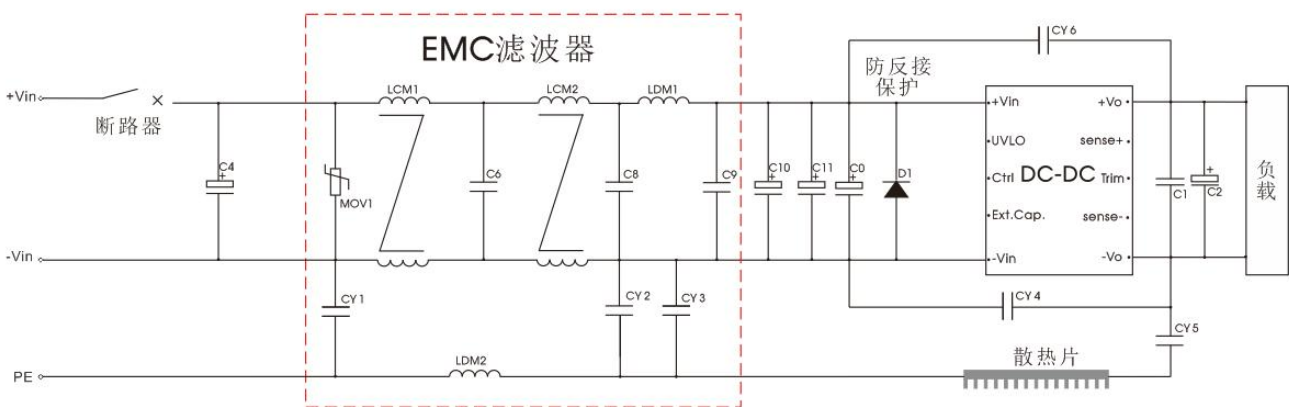 EMC滤波器
CY6
防反接
保护
LCM1
LCM2
LDM1
+Vin
断路器
C4
+
MOV1
C6
C8
C9
C10
+
C11
+
C0
+
D1
+Vin
UVLO
Ctrl
Ext.Cap.
-Vin
DC-DC
+Vo
sense+
Trim
sense-
-Vo
C1
+
C2
负载
-Vin
CY1
CY2
CY3
CY4
CY5
LDM2
散热片
PE